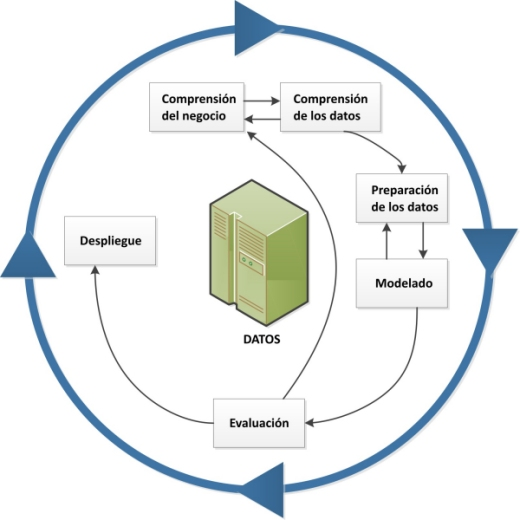 Comprensión
del negocio
Comprensión
de los datos
Preparación
de los datos
Despliegue
Modelado
DATOS
Evaluación